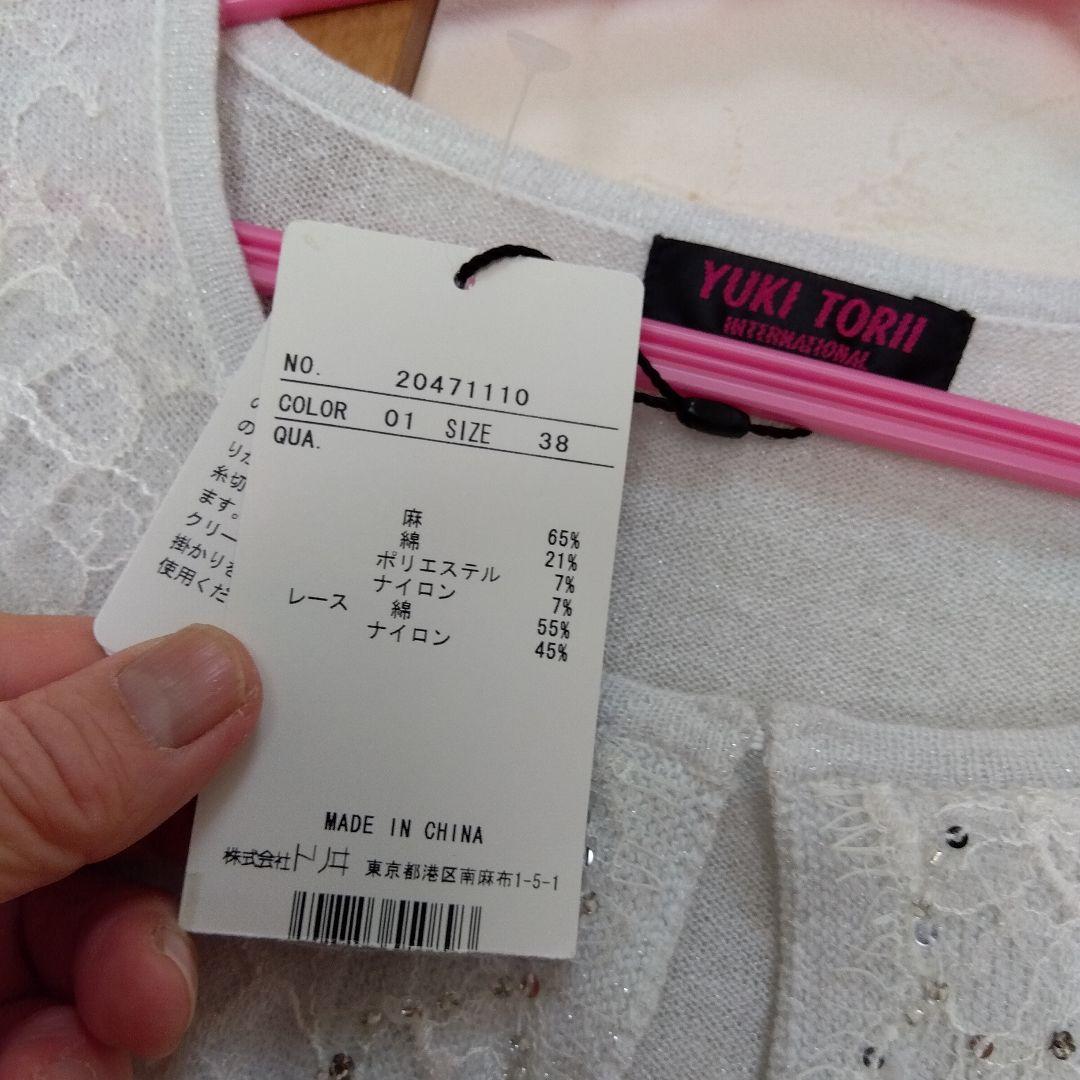 YUKI TORII
INTERNATIONAL
NO. 20471110
COLOR 01 SIZE 38
QUA.
麻 65%
綿 21%
ポリエステル 7%
ナイロン 7%
レース 綿 55%
ナイロン 45%
MADE IN CHINA
株式会社トリヰ 東京都港区南麻布1-5-1
の
糸切
ます。
クリー
掛かり
使用くだ